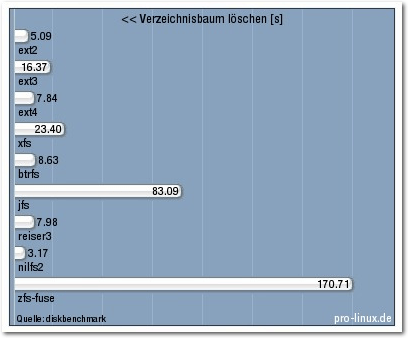 << Verzeichnisbaum löschen [s]
5.09
ext2
16.37
ext3
7.84
ext4
23.40
xfs
8.63
btrfs
83.09
jfs
7.98
reiser3
3.17
nilfs2
170.71
zfs-fuse
Quelle: diskbenchmark
pro-linux.de